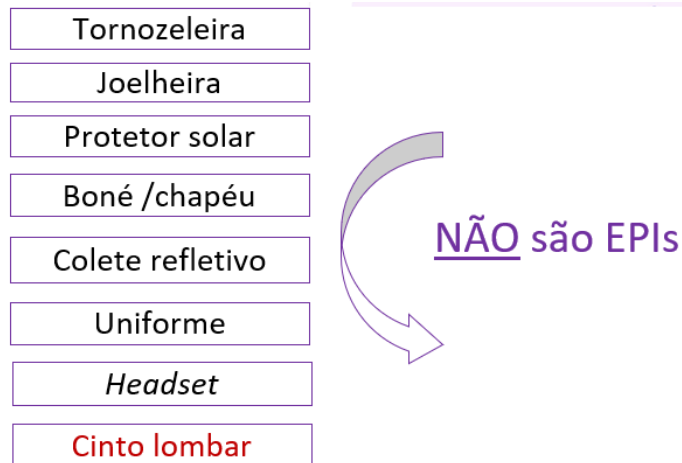 Tornozeleira
Joelheira
Protetor solar
Boné /chapéu
Colete refletivo
Uniforme
Headset
Cinto lombar
NÃO são EPIs